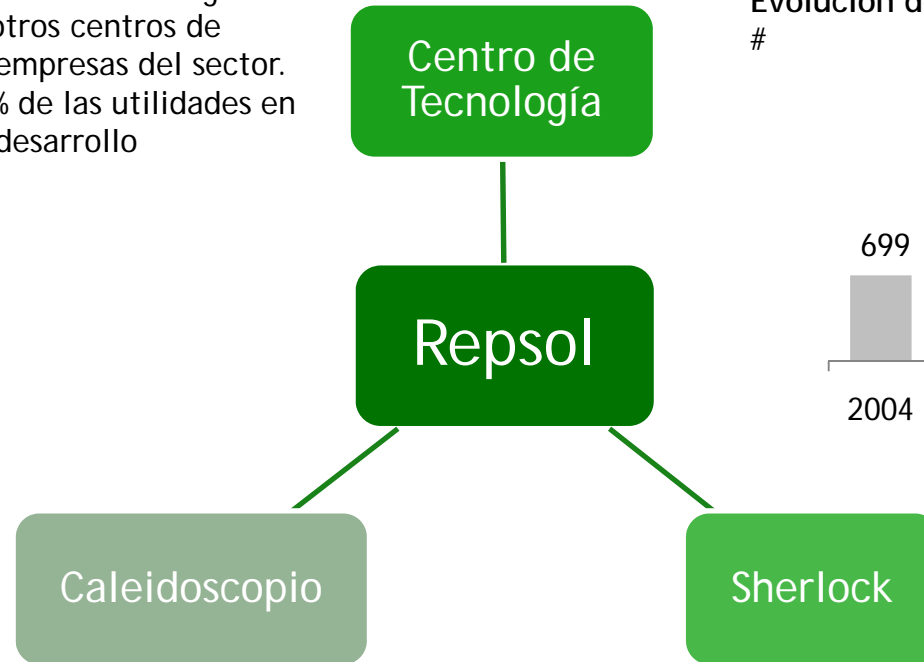 otros centros de
empresas del sector.
% de las utilidades en
desarrollo
Centro de
Tecnología
#
699
2004
Repsol
Caleidoscopio
Sherlock